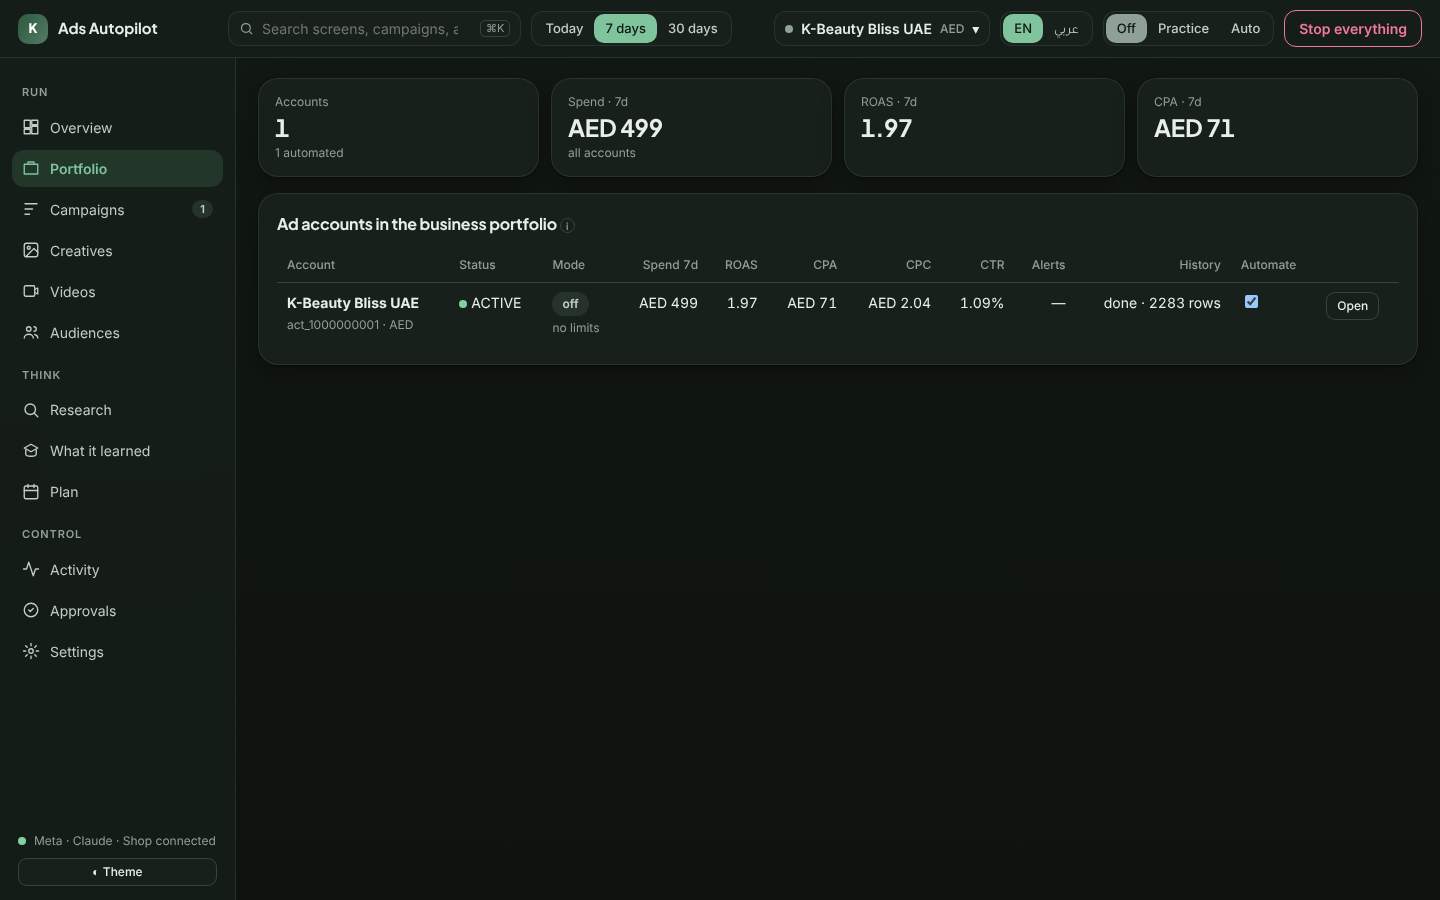 K Ads Autopilot
Search screens, campaigns, a ⌘K
Today 7 days 30 days
K-Beauty Bliss UAE AED ▾
EN عربي
Off Practice Auto
Stop everything
RUN
Overview
Portfolio
Campaigns 1
Creatives
Videos
Audiences
THINK
Research
What it learned
Plan
CONTROL
Activity
Approvals
Settings
Meta · Claude · Shop connected
Theme
Accounts
1
1 automated
Spend · 7d
AED 499
all accounts
ROAS · 7d
1.97
CPA · 7d
AED 71
Ad accounts in the business portfolio i
Account Status Mode Spend 7d ROAS CPA CPC CTR Alerts History Automate
K-Beauty Bliss UAE ACTIVE off AED 499 1.97 AED 71 AED 2.04 1.09% — done · 2283 rows Open
act_1000000001 · AED no limits